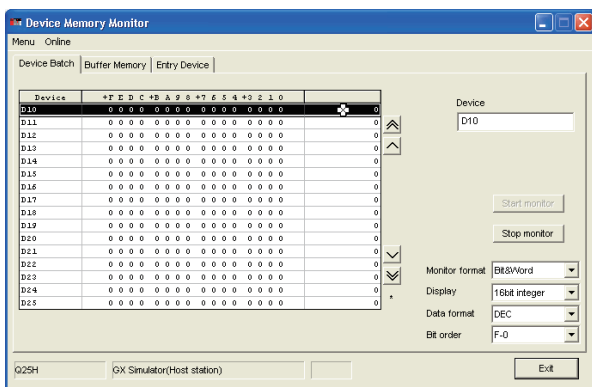 Device Memory Monitor
Menu Online
Device Batch Buffer Memory Entry Device
Device +F E D C +B A 9 8 +7 6 5 4 +3 2 1 0
D10 0 0 0 0 0 0 0 0 0 0 0 0 0 0 0 0 0
D11 0 0 0 0 0 0 0 0 0 0 0 0 0 0 0 0 0
D12 0 0 0 0 0 0 0 0 0 0 0 0 0 0 0 0 0
D13 0 0 0 0 0 0 0 0 0 0 0 0 0 0 0 0 0
D14 0 0 0 0 0 0 0 0 0 0 0 0 0 0 0 0 0
D15 0 0 0 0 0 0 0 0 0 0 0 0 0 0 0 0 0
D16 0 0 0 0 0 0 0 0 0 0 0 0 0 0 0 0 0
D17 0 0 0 0 0 0 0 0 0 0 0 0 0 0 0 0 0
D18 0 0 0 0 0 0 0 0 0 0 0 0 0 0 0 0 0
D19 0 0 0 0 0 0 0 0 0 0 0 0 0 0 0 0 0
D20 0 0 0 0 0 0 0 0 0 0 0 0 0 0 0 0 0
D21 0 0 0 0 0 0 0 0 0 0 0 0 0 0 0 0 0
D22 0 0 0 0 0 0 0 0 0 0 0 0 0 0 0 0 0
D23 0 0 0 0 0 0 0 0 0 0 0 0 0 0 0 0 0
D24 0 0 0 0 0 0 0 0 0 0 0 0 0 0 0 0 0
D25 0 0 0 0 0 0 0 0 0 0 0 0 0 0 0 0 0
*
Device
D10
Start monitor
Stop monitor
Monitor format Bit&Word
Display 16bit integer
Data format DEC
Bit order F-0
Q25H GX Simulator(Host station)
Exit